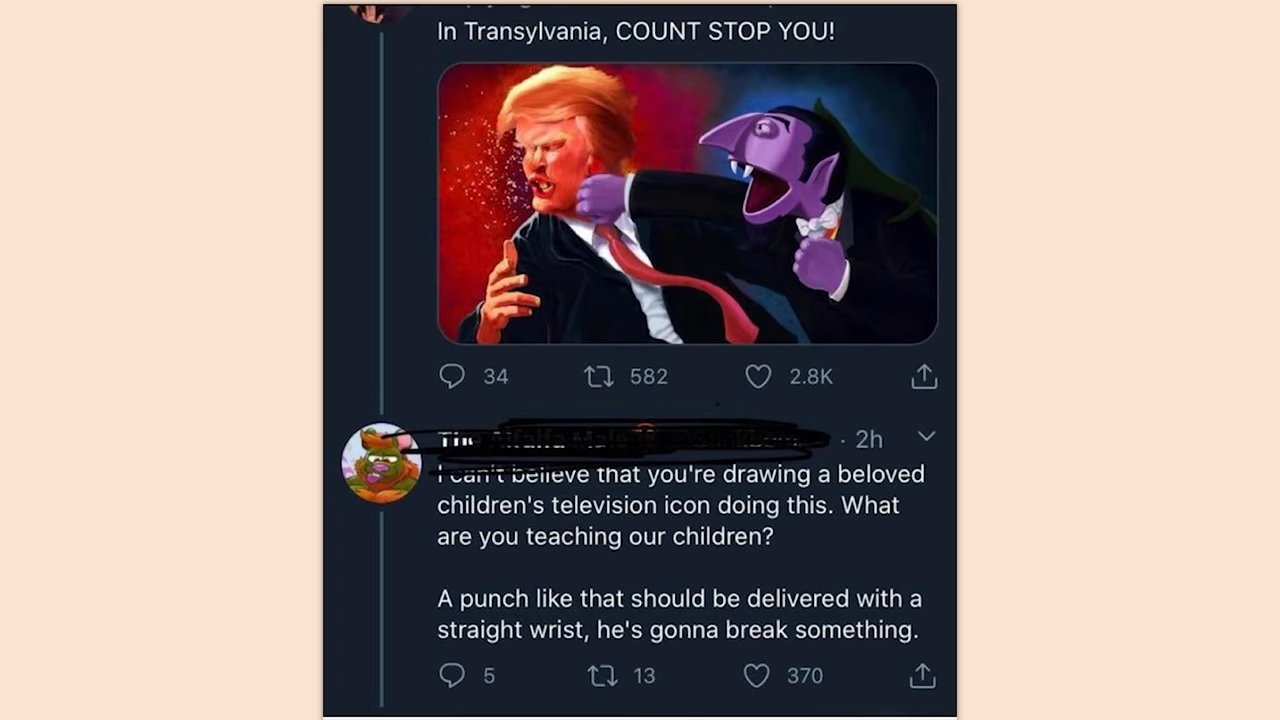 In Transylvania, COUNT STOP YOU!
34 582 2.8K
· 2h
I can't believe that you're drawing a beloved
children's television icon doing this. What
are you teaching our children?
A punch like that should be delivered with a
straight wrist, he's gonna break something.
5 13 370